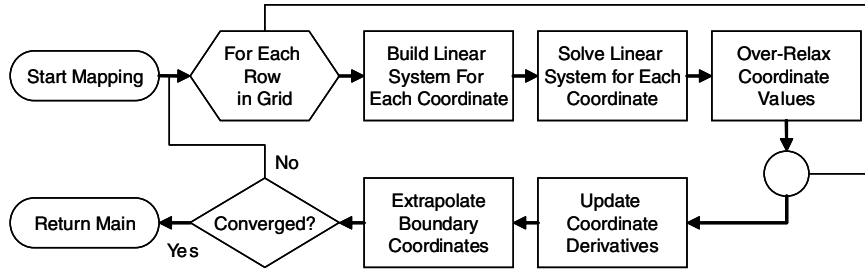 Start Mapping
For Each
Row
in Grid
Build Linear
System For
Each Coordinate
Solve Linear
System for Each
Coordinate
Over-Relax
Coordinate
Values
No
Return Main
Yes
Converged?
Extrapolate
Boundary
Coordinates
Update
Coordinate
Derivatives